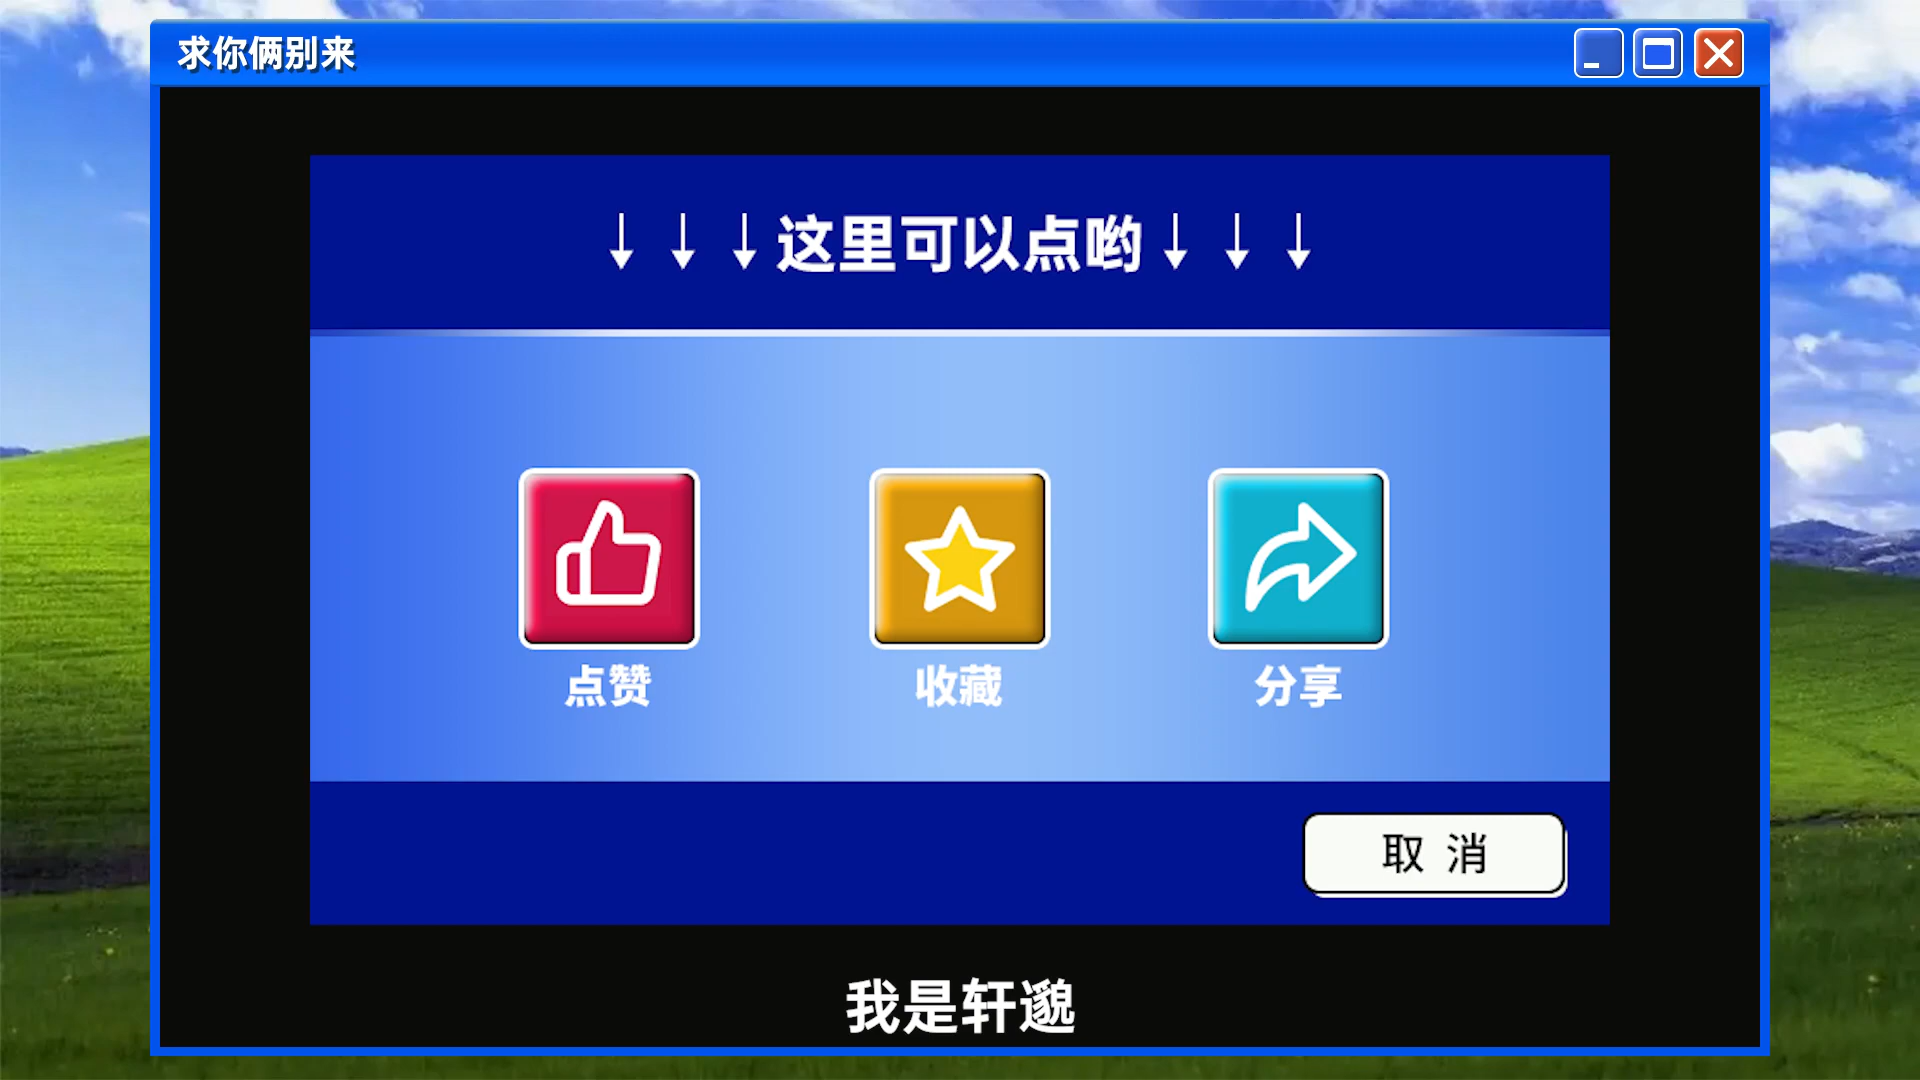 求你俩别来
↓ ↓ ↓这里可以点哟↓ ↓ ↓
点赞
收藏
分享
取 消
我是轩邈